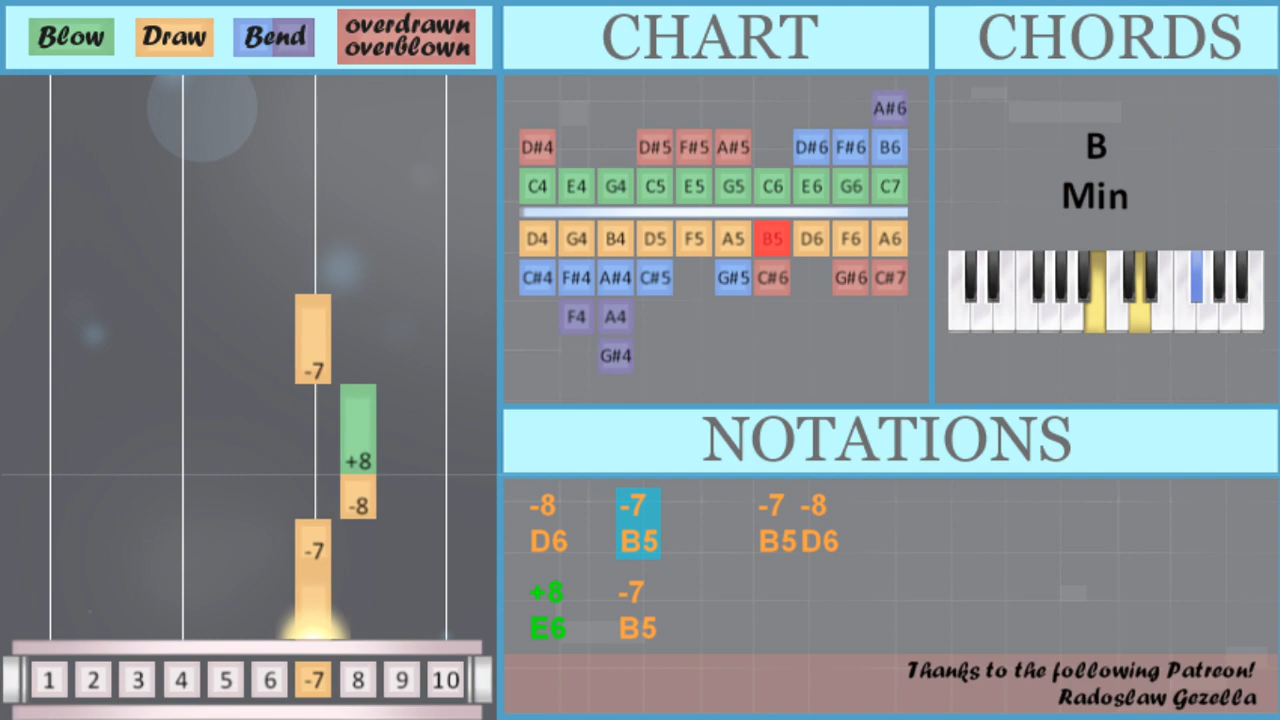 Blow Draw Bend overdrawn
overblown
CHART
CHORDS
A#6
D#4 D#5 F#5 A#5 D#6 F#6 B6
C4 E4 G4 C5 E5 G5 C6 E6 G6 C7
D4 G4 B4 D5 F5 A5 B5 D6 F6 A6
C#4 F#4 A#4 C#5 G#5 C#6 G#6 C#7
F4 A4
G#4
B
Min
-7
+8
-8
-7
1 2 3 4 5 6 -7 8 9 10
NOTATIONS
-8 -7 -7 -8
D6 B5 B5 D6
+8 -7
E6 B5
Thanks to the following Patreon!
Radoslaw Gezella